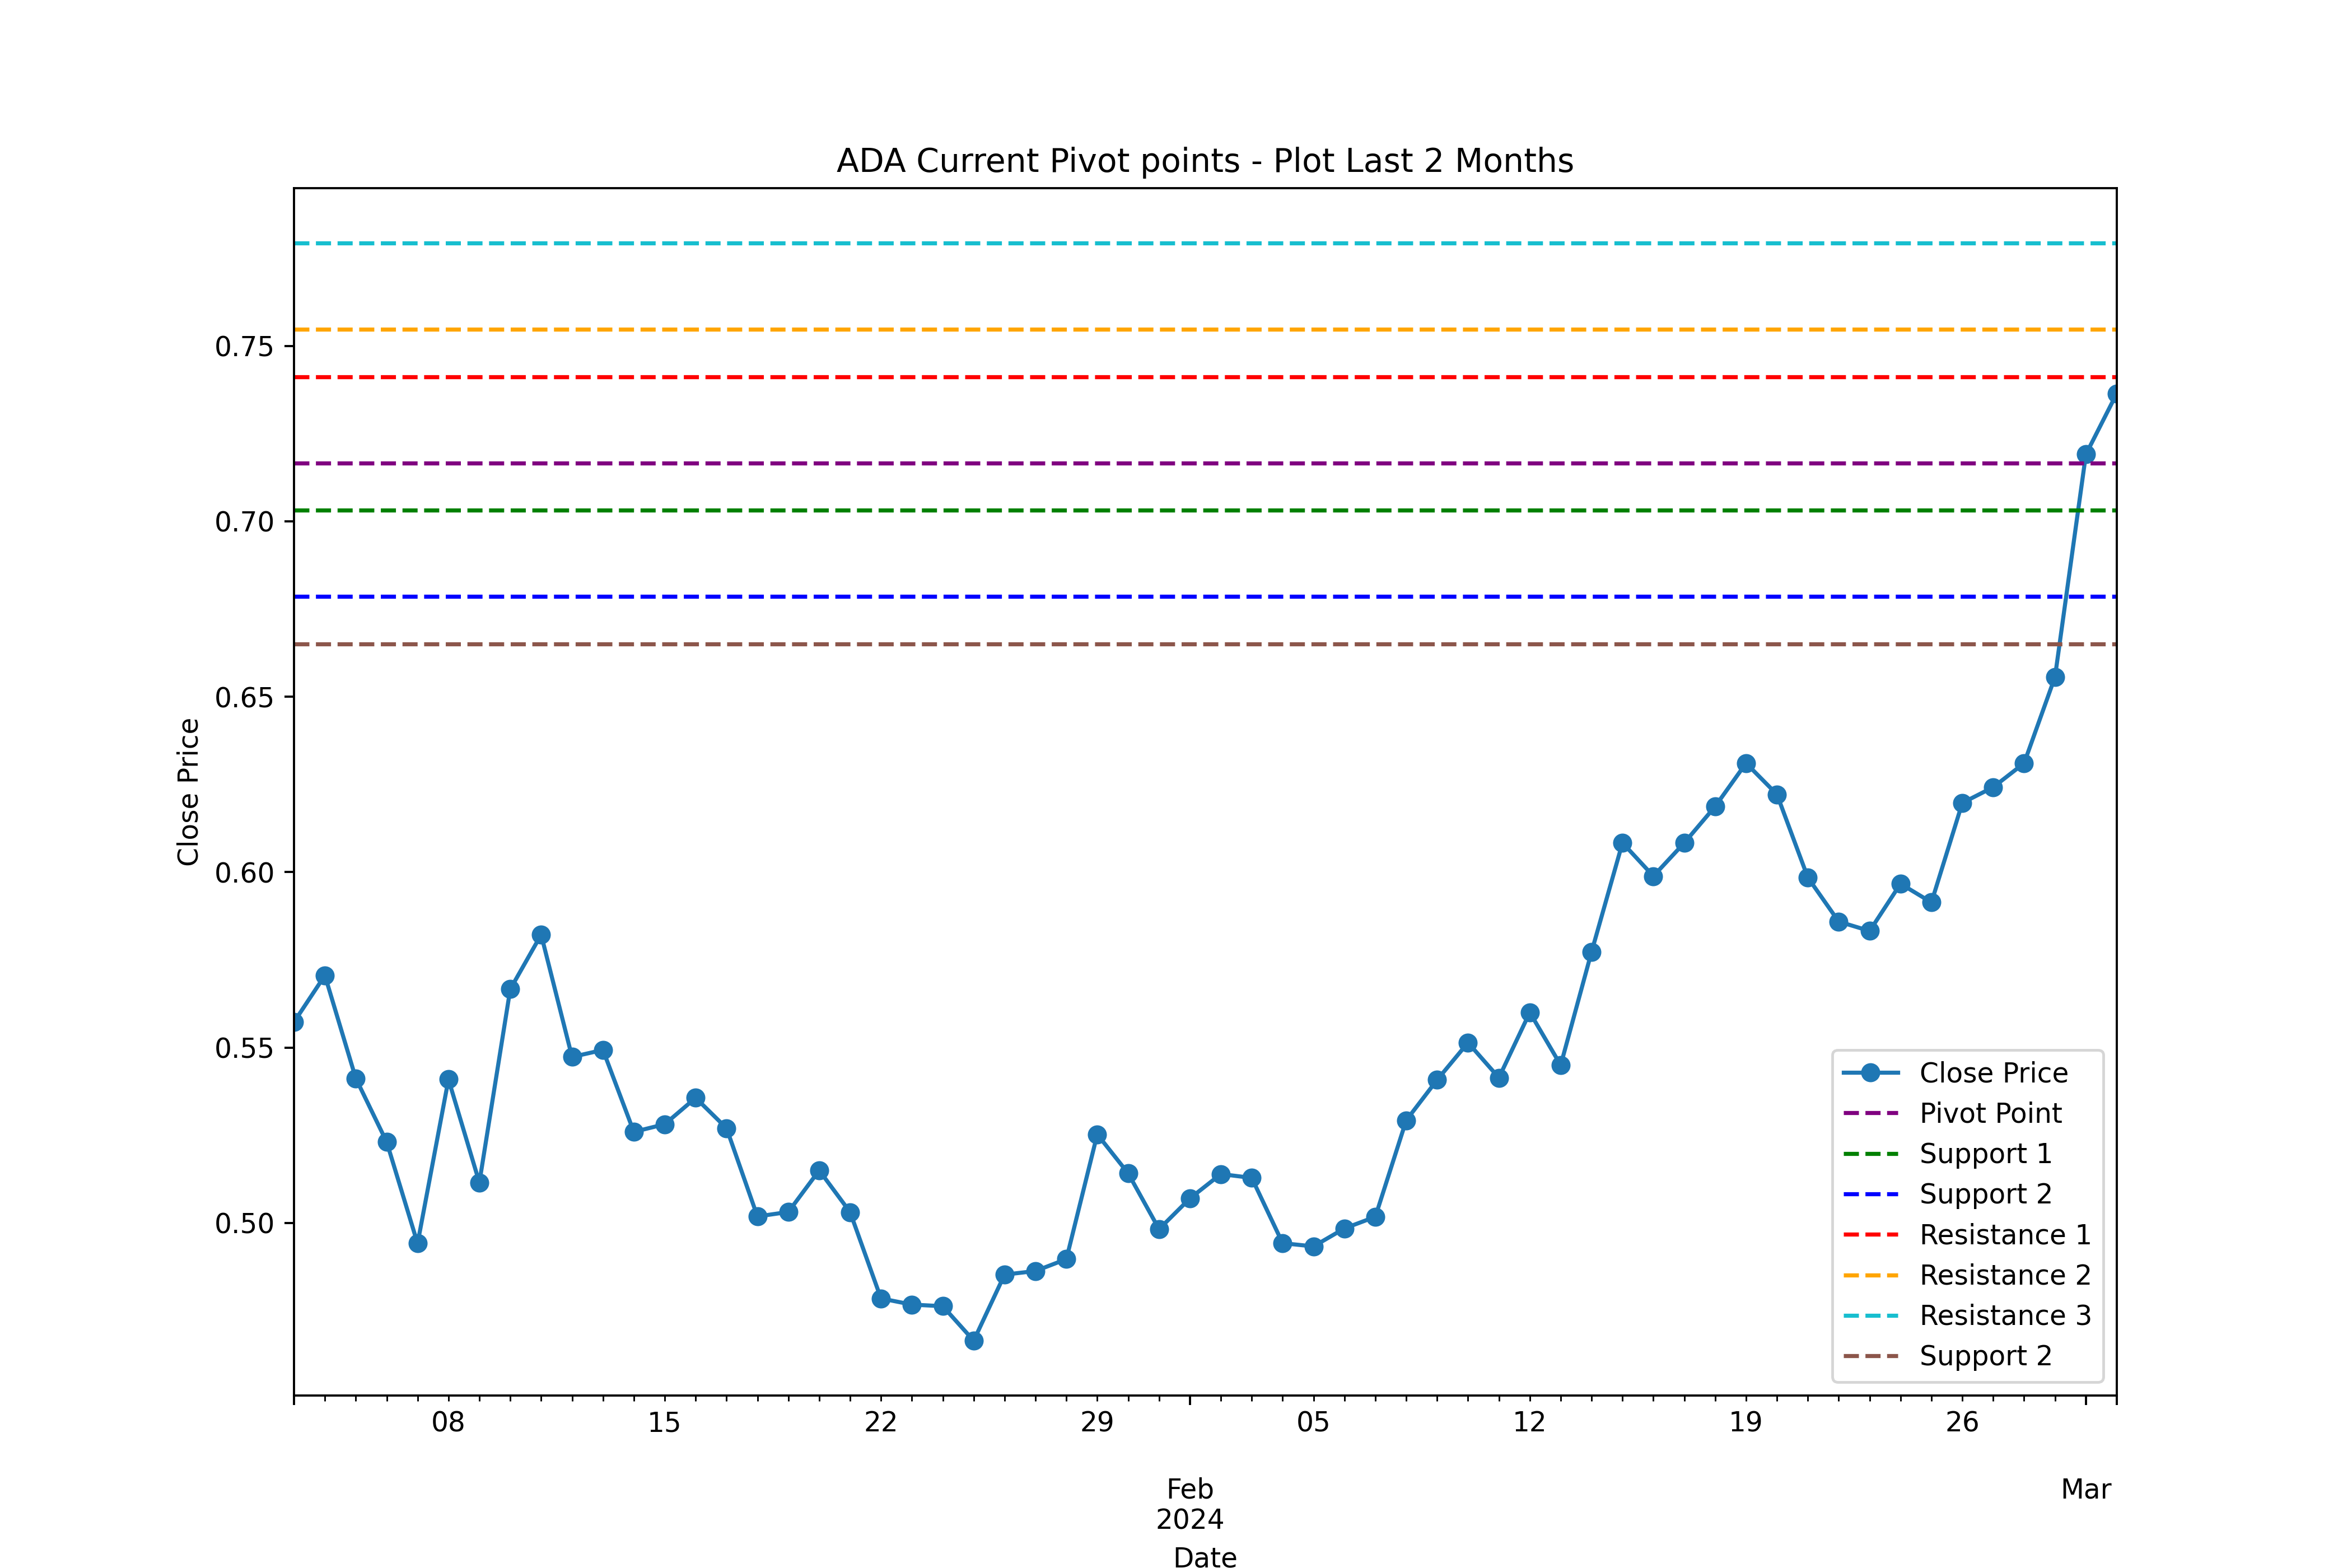 ADA Current Pivot points - Plot Last 2 Months
0.75
0.70
0.65
0.60
0.55
0.50
Close Price
Close Price
Pivot Point
Support 1
Support 2
Resistance 1
Resistance 2
Resistance 3
Support 2
08 15 22 29 05 12 19 26
Feb Mar
2024
Date